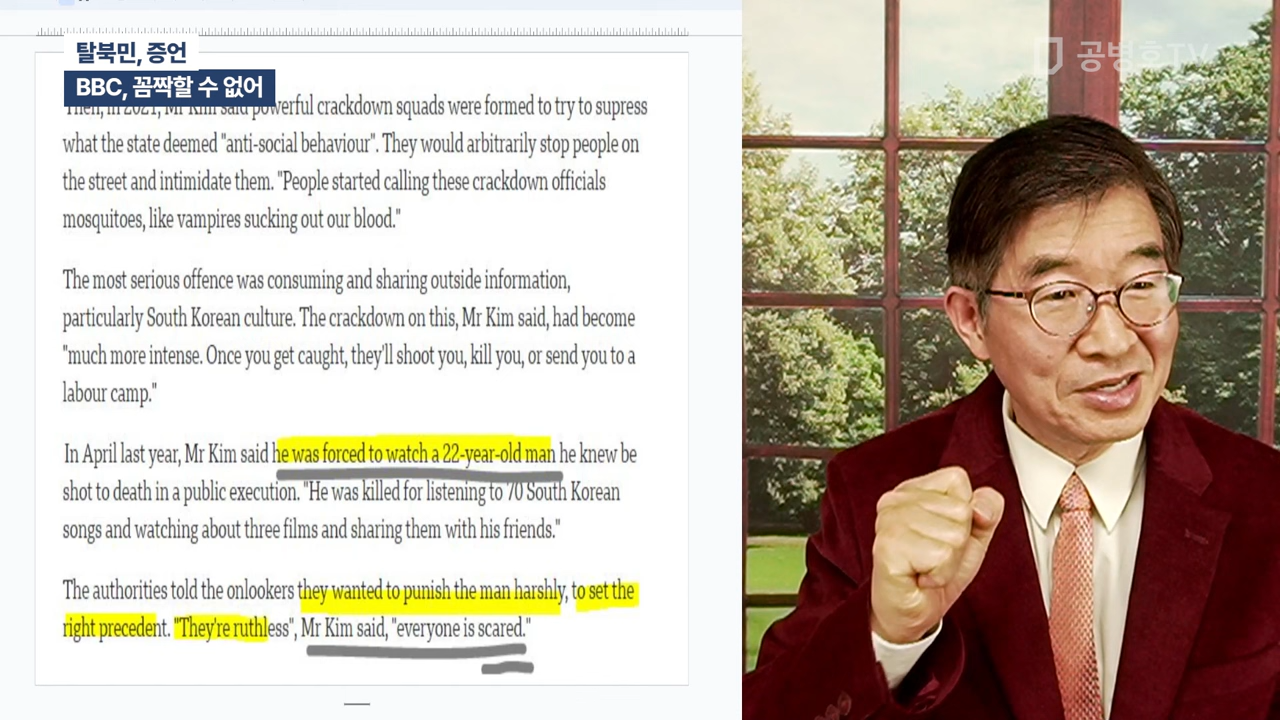 탈북민, 증언
BBC, 꼼짝할 수 없어
공병호TV
Then, in 2021, Mr Kim said powerful crackdown squads were formed to try to supress
what the state deemed "anti-social behaviour". They would arbitrarily stop people on
the street and intimidate them. "People started calling these crackdown officials
mosquitoes, like vampires sucking out our blood."
The most serious offence was consuming and sharing outside information,
particularly South Korean culture. The crackdown on this, Mr Kim said, had become
"much more intense. Once you get caught, they'll shoot you, kill you, or send you to a
labour camp."
In April last year, Mr Kim said he was forced to watch a 22-year-old man he knew be
shot to death in a public execution. "He was killed for listening to 70 South Korean
songs and watching about three films and sharing them with his friends."
The authorities told the onlookers they wanted to punish the man harshly, to set the
right precedent. "They're ruthless", Mr Kim said, "everyone is scared."